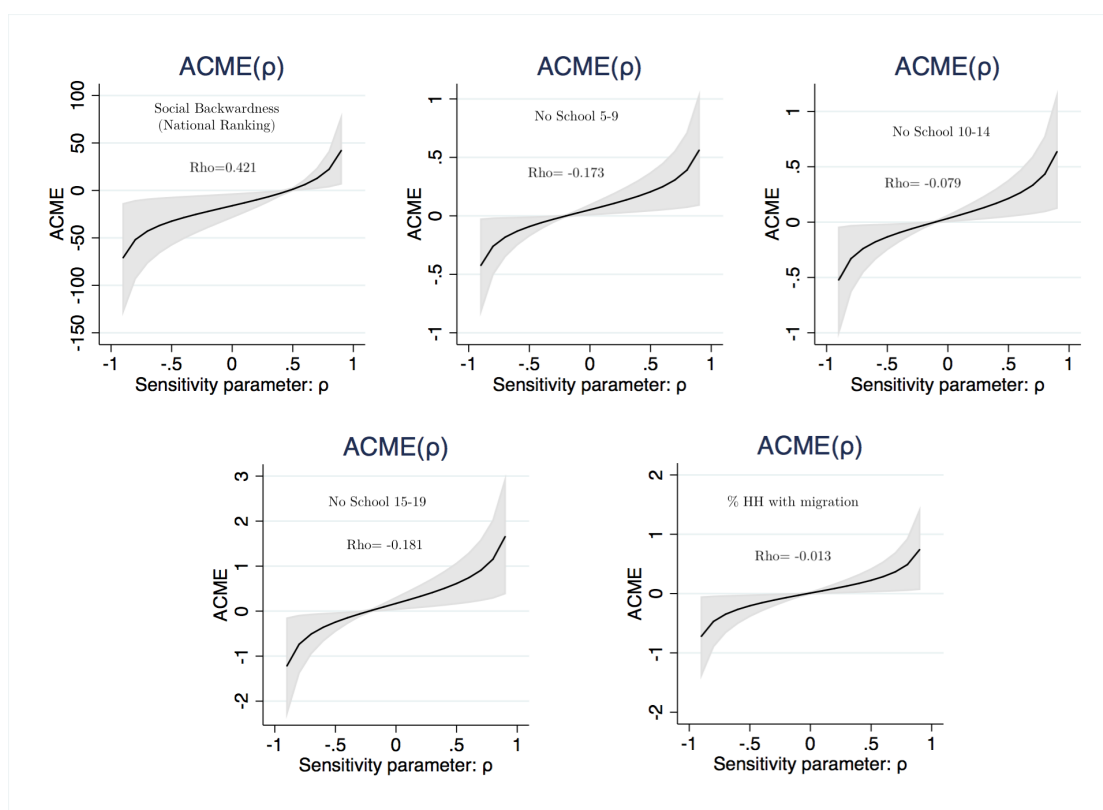 ACME(ρ)
Social Backwardness
(National Ranking)
Rho=0.421
ACME
100
50
0
-50
-100
-150
-1
-.5
0
.5
1
Sensitivity parameter: ρ
ACME(ρ)
No School 5-9
Rho= -0.173
ACME
1
.5
0
-.5
-1
-1
-.5
0
.5
1
Sensitivity parameter: ρ
ACME(ρ)
No School 10-14
Rho= -0.079
ACME
1
.5
0
-.5
-1
-1
-.5
0
.5
1
Sensitivity parameter: ρ
ACME(ρ)
No School 15-19
Rho= -0.181
ACME
3
2
1
0
-1
-2
-1
-.5
0
.5
1
Sensitivity parameter: ρ
ACME(ρ)
% HH with migration
Rho= -0.013
ACME
2
1
0
-1
-2
-1
-.5
0
.5
1
Sensitivity parameter: ρ